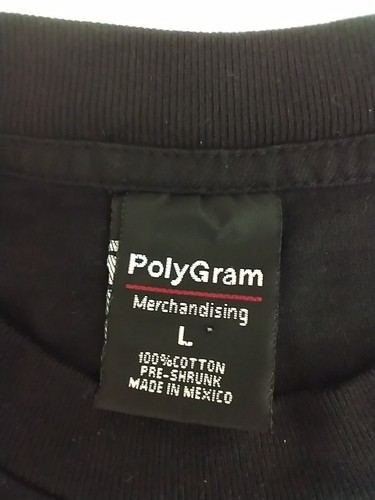 PolyGram
Merchandising
L
100%COTTON
PRE-SHRUNK
MADE IN MEXICO